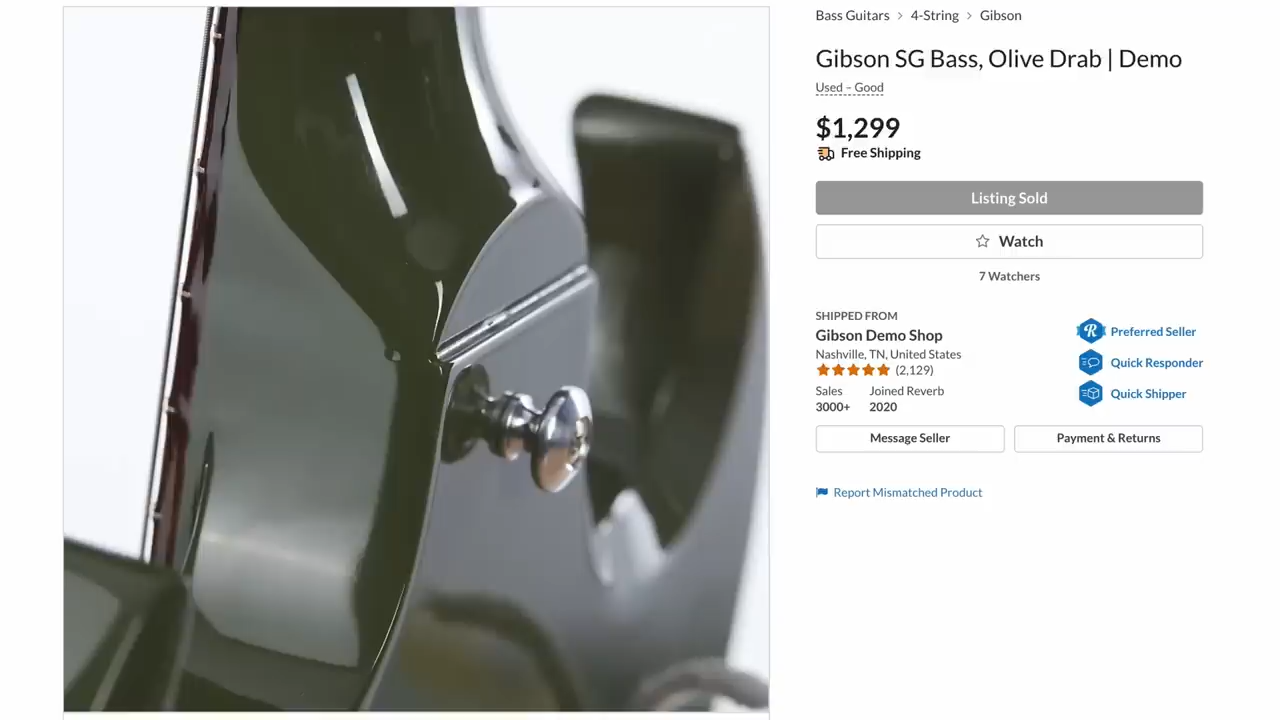 Bass Guitars > 4-String > Gibson
Gibson SG Bass, Olive Drab | Demo
Used – Good
$1,299
Free Shipping
Listing Sold
Watch
7 Watchers
SHIPPED FROM
Gibson Demo Shop
Nashville, TN, United States
(2,129)
Sales Joined Reverb
3000+ 2020
Preferred Seller
Quick Responder
Quick Shipper
Message Seller Payment & Returns
Report Mismatched Product